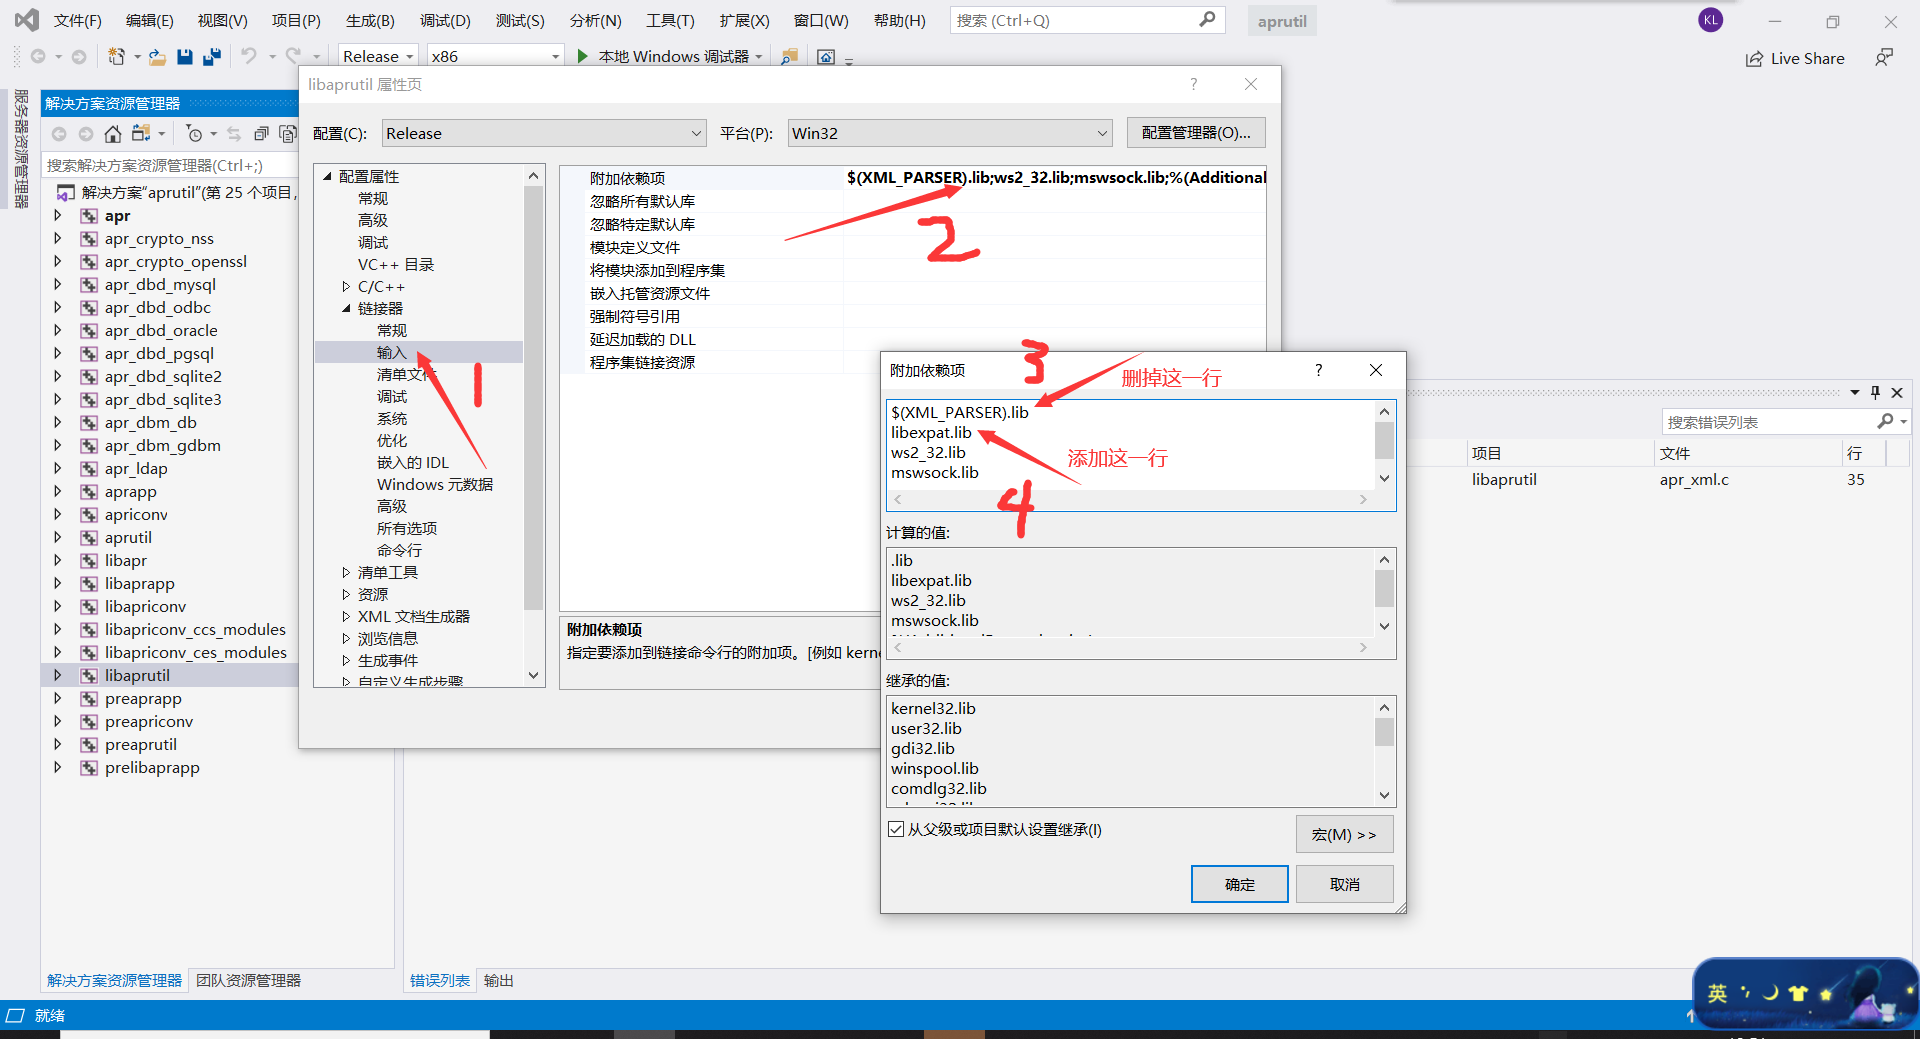 文件(F) 编辑(E) 视图(V) 项目(P) 生成(B) 调试(D) 测试(S) 分析(N) 工具(T) 扩展(X) 窗口(W) 帮助(H) 搜索 (Ctrl+Q) aprutil KL
Release x86 本地 Windows 调试器 Live Share
服务器资源管理器
解决方案资源管理器
搜索解决方案资源管理器(Ctrl+;)
解决方案“aprutil”(第 25 个项目,
apr
apr_crypto_nss
apr_crypto_openssl
apr_dbd_mysql
apr_dbd_odbc
apr_dbd_oracle
apr_dbd_pgsql
apr_dbd_sqlite2
apr_dbd_sqlite3
apr_dbm_db
apr_dbm_gdbm
apr_ldap
aprapp
apriconv
aprutil
libapr
libaprapp
libapriconv
libapriconv_ccs_modules
libapriconv_ces_modules
libaprutil
preaprapp
preapriconv
preaprutil
prelibaprapp
解决方案资源管理器 团队资源管理器
libaprutil 属性页 ?
配置(C): Release 平台(P): Win32 配置管理器(O)...
配置属性
常规
高级
调试
VC++ 目录
C/C++
链接器
常规
输入
清单文件
调试
系统
优化
嵌入的 IDL
Windows 元数据
高级
所有选项
命令行
清单工具
资源
XML 文档生成器
浏览信息
生成事件
自定义生成步骤
1
附加依赖项 $(XML_PARSER).lib;ws2_32.lib;mswsock.lib;%(Additional
忽略所有默认库
忽略特定默认库
模块定义文件
将模块添加到程序集
嵌入托管资源文件
强制符号引用
延迟加载的 DLL
程序集链接资源
2
附加依赖项
指定要添加到链接命令行的附加项。[例如 kerne
附加依赖项 ?
3
删掉这一行
$(XML_PARSER).lib
libexpat.lib
ws2_32.lib
mswsock.lib
添加这一行
4
计算的值:
.lib
libexpat.lib
ws2_32.lib
mswsock.lib
继承的值:
kernel32.lib
user32.lib
gdi32.lib
winspool.lib
comdlg32.lib
从父级或项目默认设置继承(I)
宏(M) >>
确定 取消
搜索错误列表
项目 文件 行
libaprutil apr_xml.c 35
错误列表 输出
就绪
英